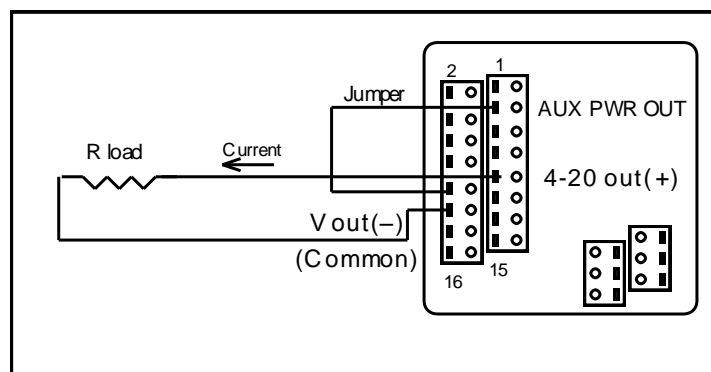 2 1
Jumper
AUX PWR OUT
R load
Current
4-20 out(+)
V out(–)
(Common)
16 15